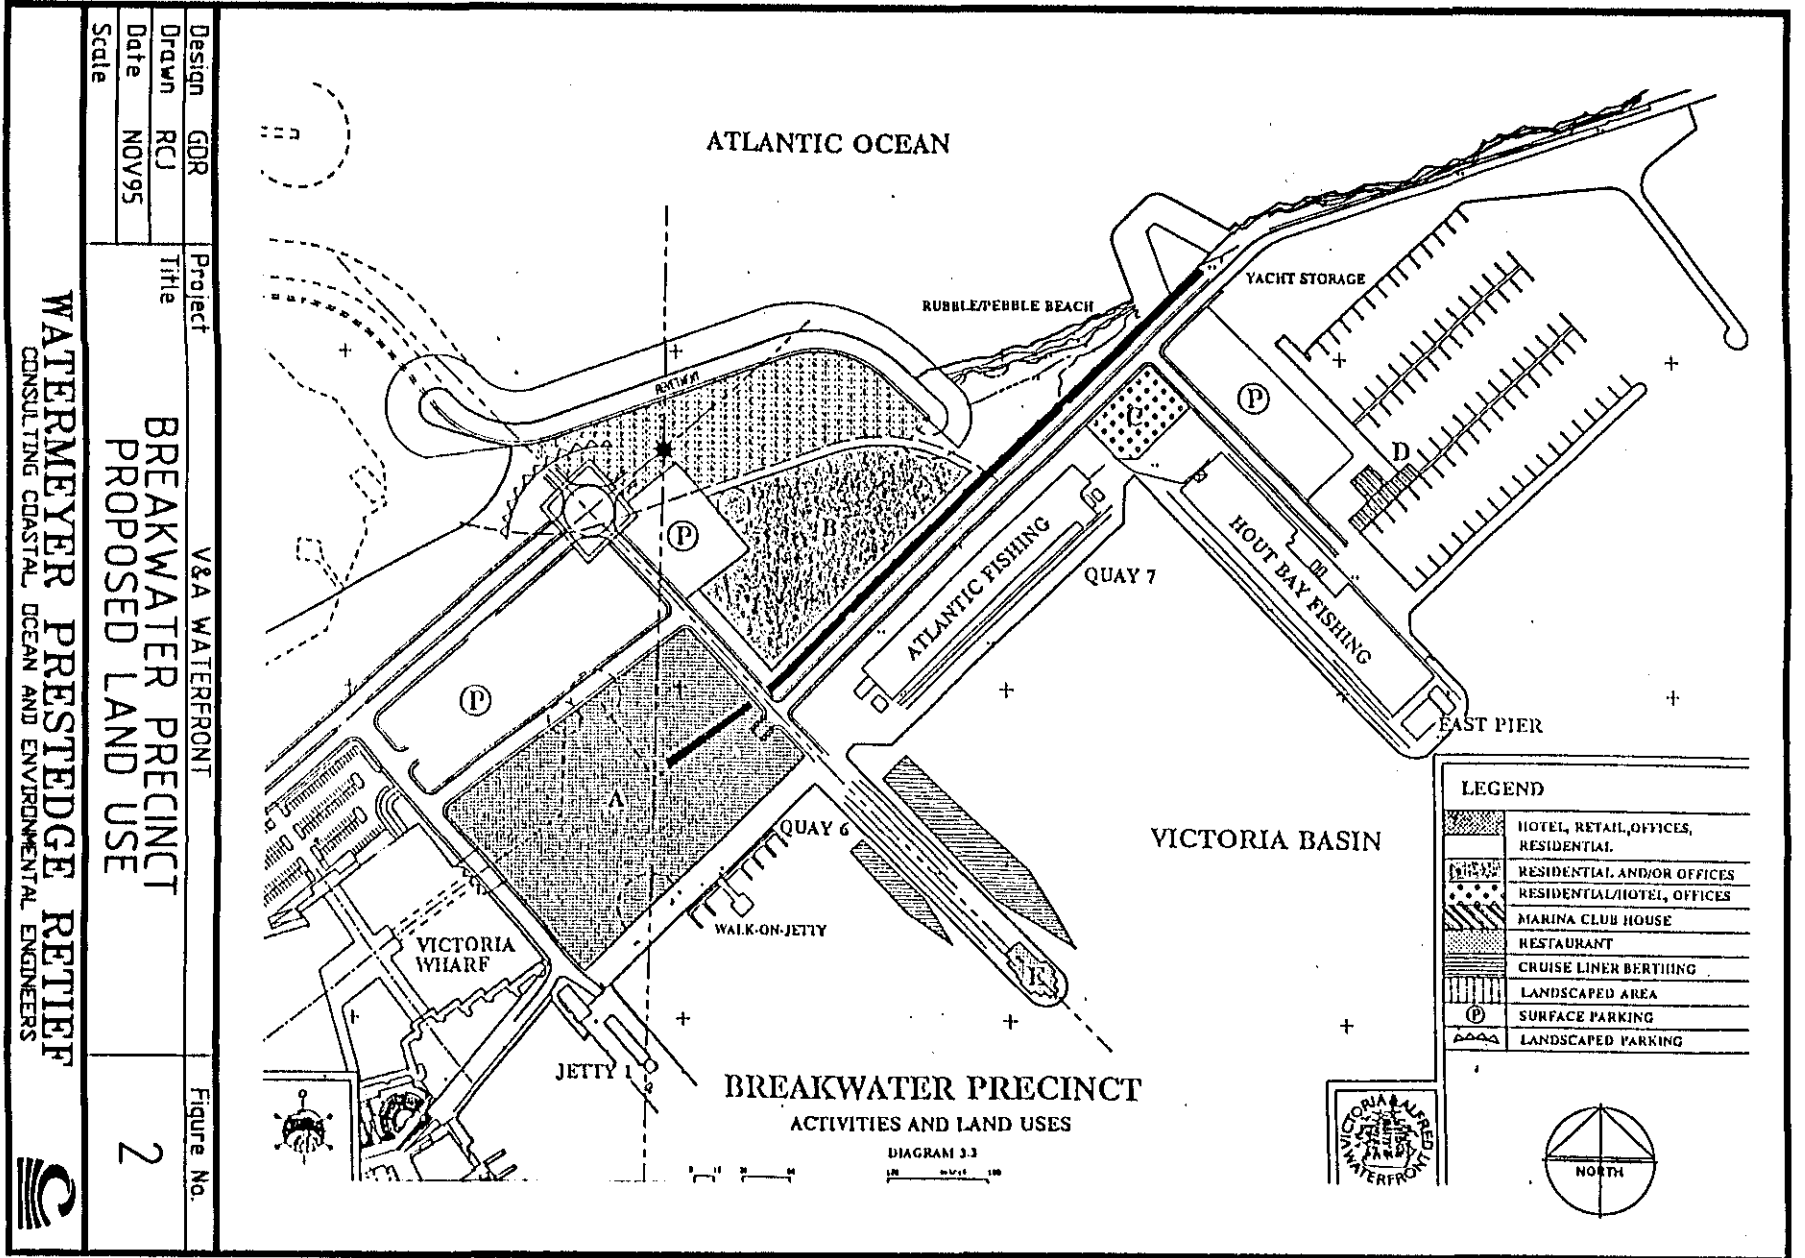 ATLANTIC OCEAN
RUBBLE/PEBBLE BEACH
YACHT STORAGE
P
C
D
B
P
ATLANTIC FISHING
QUAY 7
HOUT BAY FISHING
P
EAST PIER
A
QUAY 6
VICTORIA BASIN
WALK-ON-JETTY
VICTORIA
WHARF
E
JETTY 1
BREAKWATER PRECINCT
ACTIVITIES AND LAND USES
DIAGRAM 3.3
LEGEND
HOTEL, RETAIL, OFFICES,
RESIDENTIAL
RESIDENTIAL AND/OR OFFICES
RESIDENTIAL/HOTEL, OFFICES
MARINA CLUB HOUSE
RESTAURANT
CRUISE LINER BERTHING
LANDSCAPED AREA
P SURFACE PARKING
LANDSCAPED PARKING
VICTORIA & ALFRED
WATERFRONT
NORTH
Design GDR
Drawn RCJ
Date NOV95
Scale
Project V&A WATERFRONT
Title BREAKWATER PRECINCT
PROPOSED LAND USE
Figure No.
2
WATERMEYER PRESTEDGE RETIEF
CONSULTING COASTAL, OCEAN AND ENVIRONMENTAL ENGINEERS